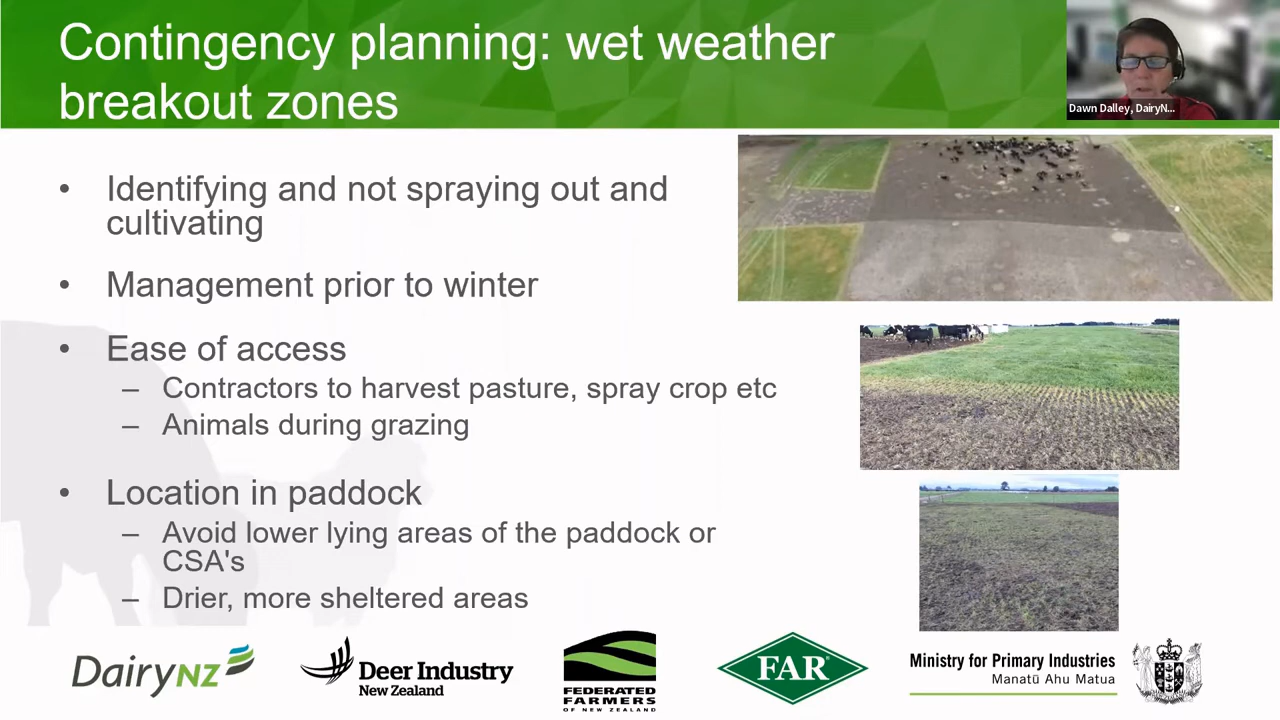 Contingency planning: wet weather
breakout zones
Dawn Dalley, DairyN...
• Identifying and not spraying out and
cultivating
• Management prior to winter
• Ease of access
– Contractors to harvest pasture, spray crop etc
– Animals during grazing
• Location in paddock
– Avoid lower lying areas of the paddock or
CSA's
– Drier, more sheltered areas
DairyNZ
Deer Industry
New Zealand
FEDERATED
FARMERS
OF NEW ZEALAND
FAR®
Ministry for Primary Industries
Manatū Ahu Matua